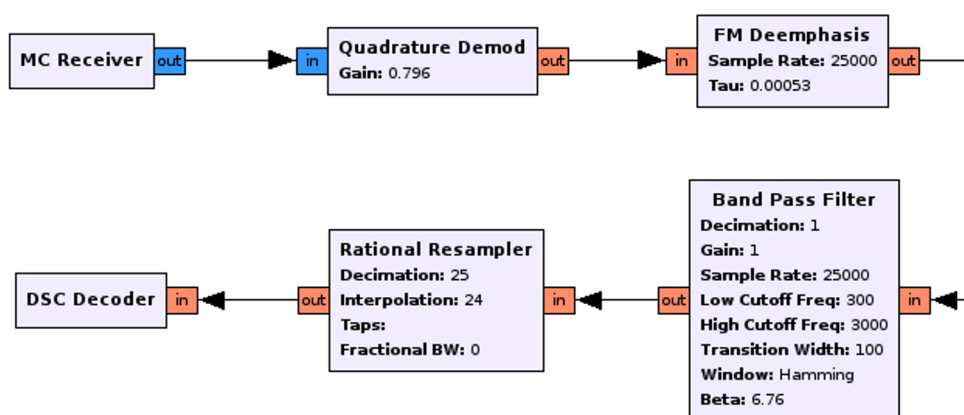 MC Receiver
out
in
Quadrature Demod
Gain: 0.796
out
in
FM Deemphasis
Sample Rate: 25000
Tau: 0.00053
out
DSC Decoder
in
out
Rational Resampler
Decimation: 25
Interpolation: 24
Taps:
Fractional BW: 0
in
out
Band Pass Filter
Decimation: 1
Gain: 1
Sample Rate: 25000
Low Cutoff Freq: 300
High Cutoff Freq: 3000
Transition Width: 100
Window: Hamming
Beta: 6.76
in